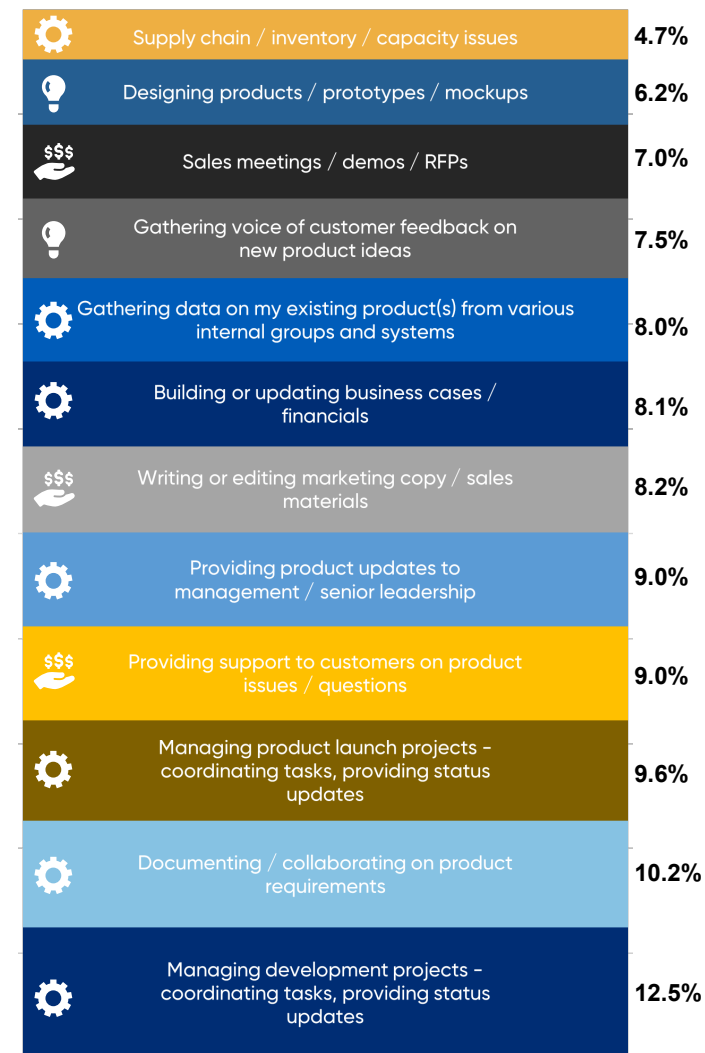 Supply chain / inventory / capacity issues
4.7%
Designing products / prototypes / mockups
6.2%
$$$
Sales meetings / demos / RFPs
7.0%
Gathering voice of customer feedback on
new product ideas
7.5%
Gathering data on my existing product(s) from various
internal groups and systems
8.0%
Building or updating business cases /
financials
8.1%
$$$
Writing or editing marketing copy / sales
materials
8.2%
Providing product updates to
management / senior leadership
9.0%
$$$
Providing support to customers on product
issues / questions
9.0%
Managing product launch projects -
coordinating tasks, providing status
updates
9.6%
Documenting / collaborating on product
requirements
10.2%
Managing development projects -
coordinating tasks, providing status
updates
12.5%